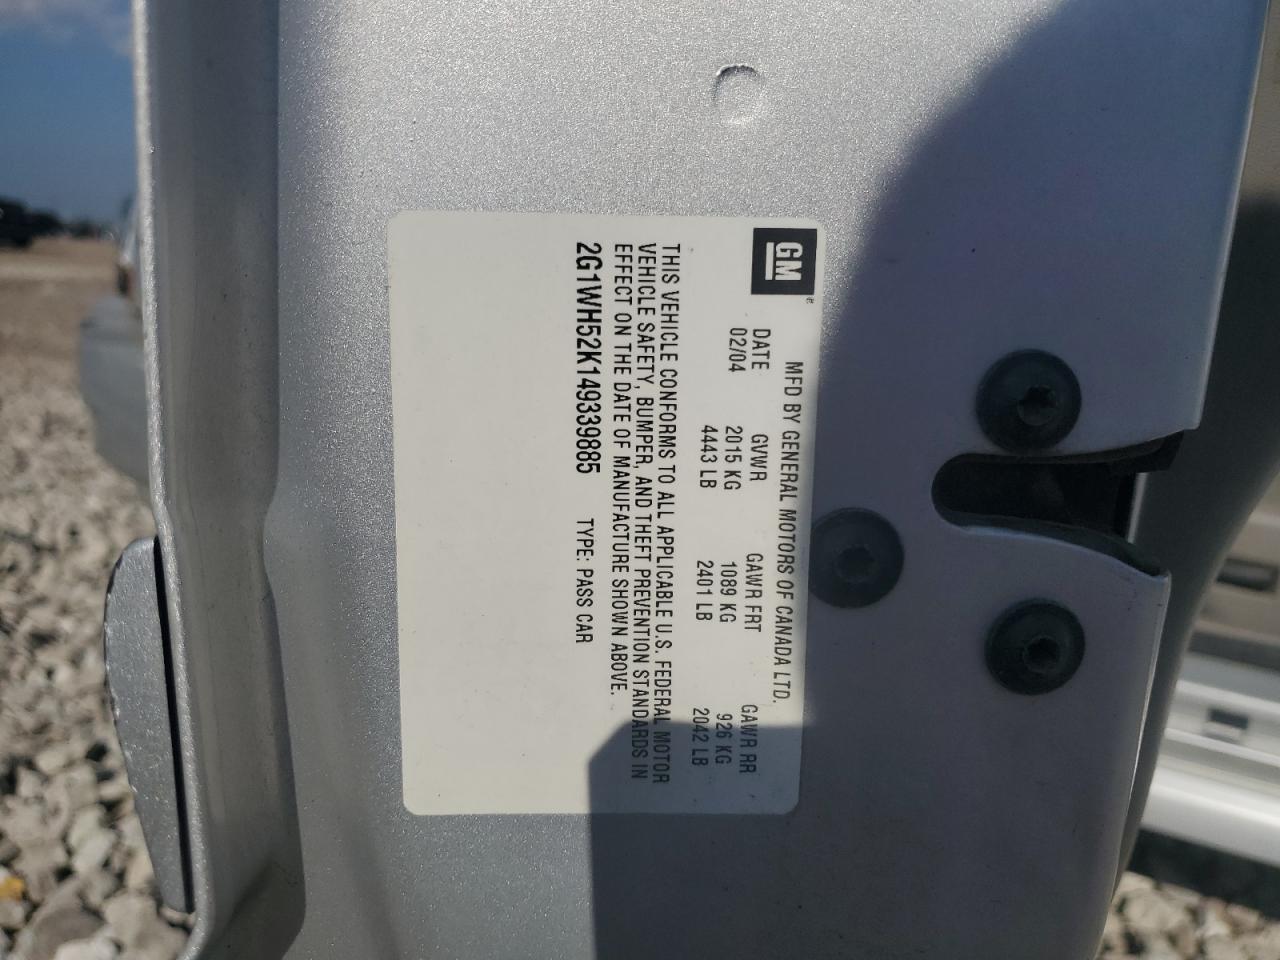 GM
MFD BY GENERAL MOTORS OF CANADA LTD.
DATE GVWR GAWR FRT GAWR RR
02/04 2015 KG 1089 KG 926 KG
4443 LB 2401 LB 2042 LB
THIS VEHICLE CONFORMS TO ALL APPLICABLE U.S. FEDERAL MOTOR
VEHICLE SAFETY, BUMPER, AND THEFT PREVENTION STANDARDS IN
EFFECT ON THE DATE OF MANUFACTURE SHOWN ABOVE.
2G1WH52K149339885 TYPE: PASS CAR